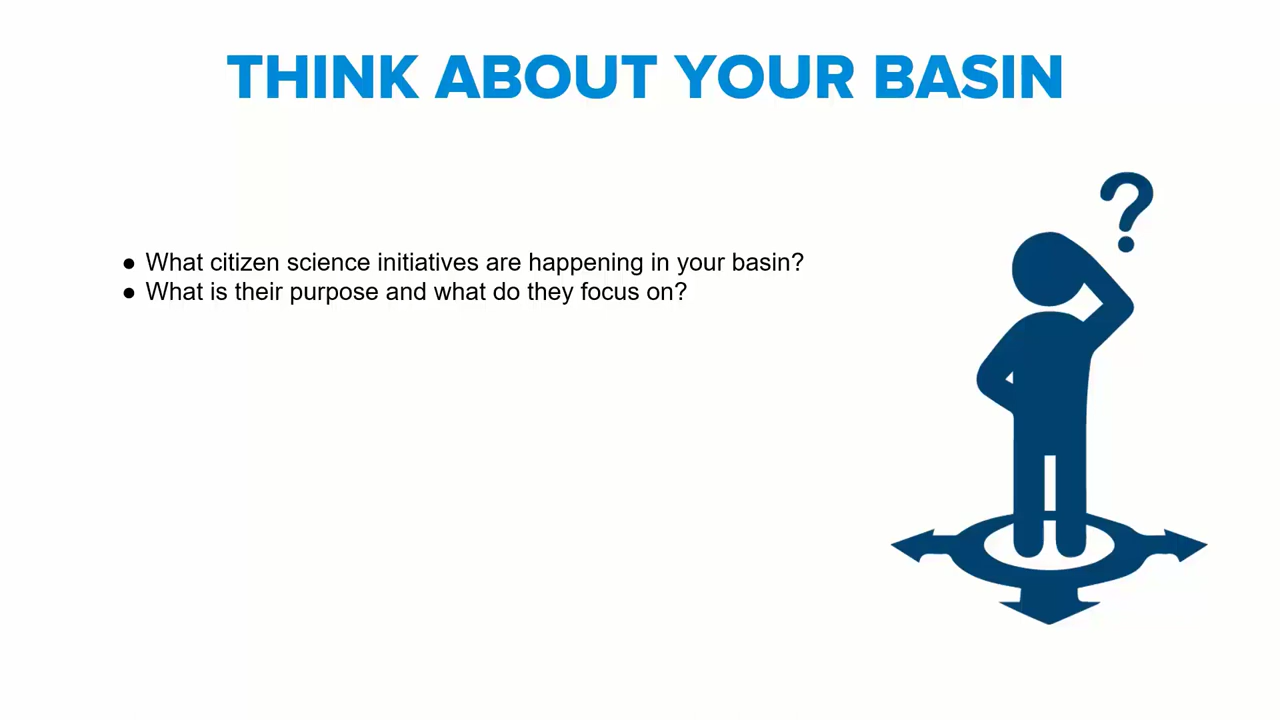 THINK ABOUT YOUR BASIN
?
● What citizen science initiatives are happening in your basin?
● What is their purpose and what do they focus on?